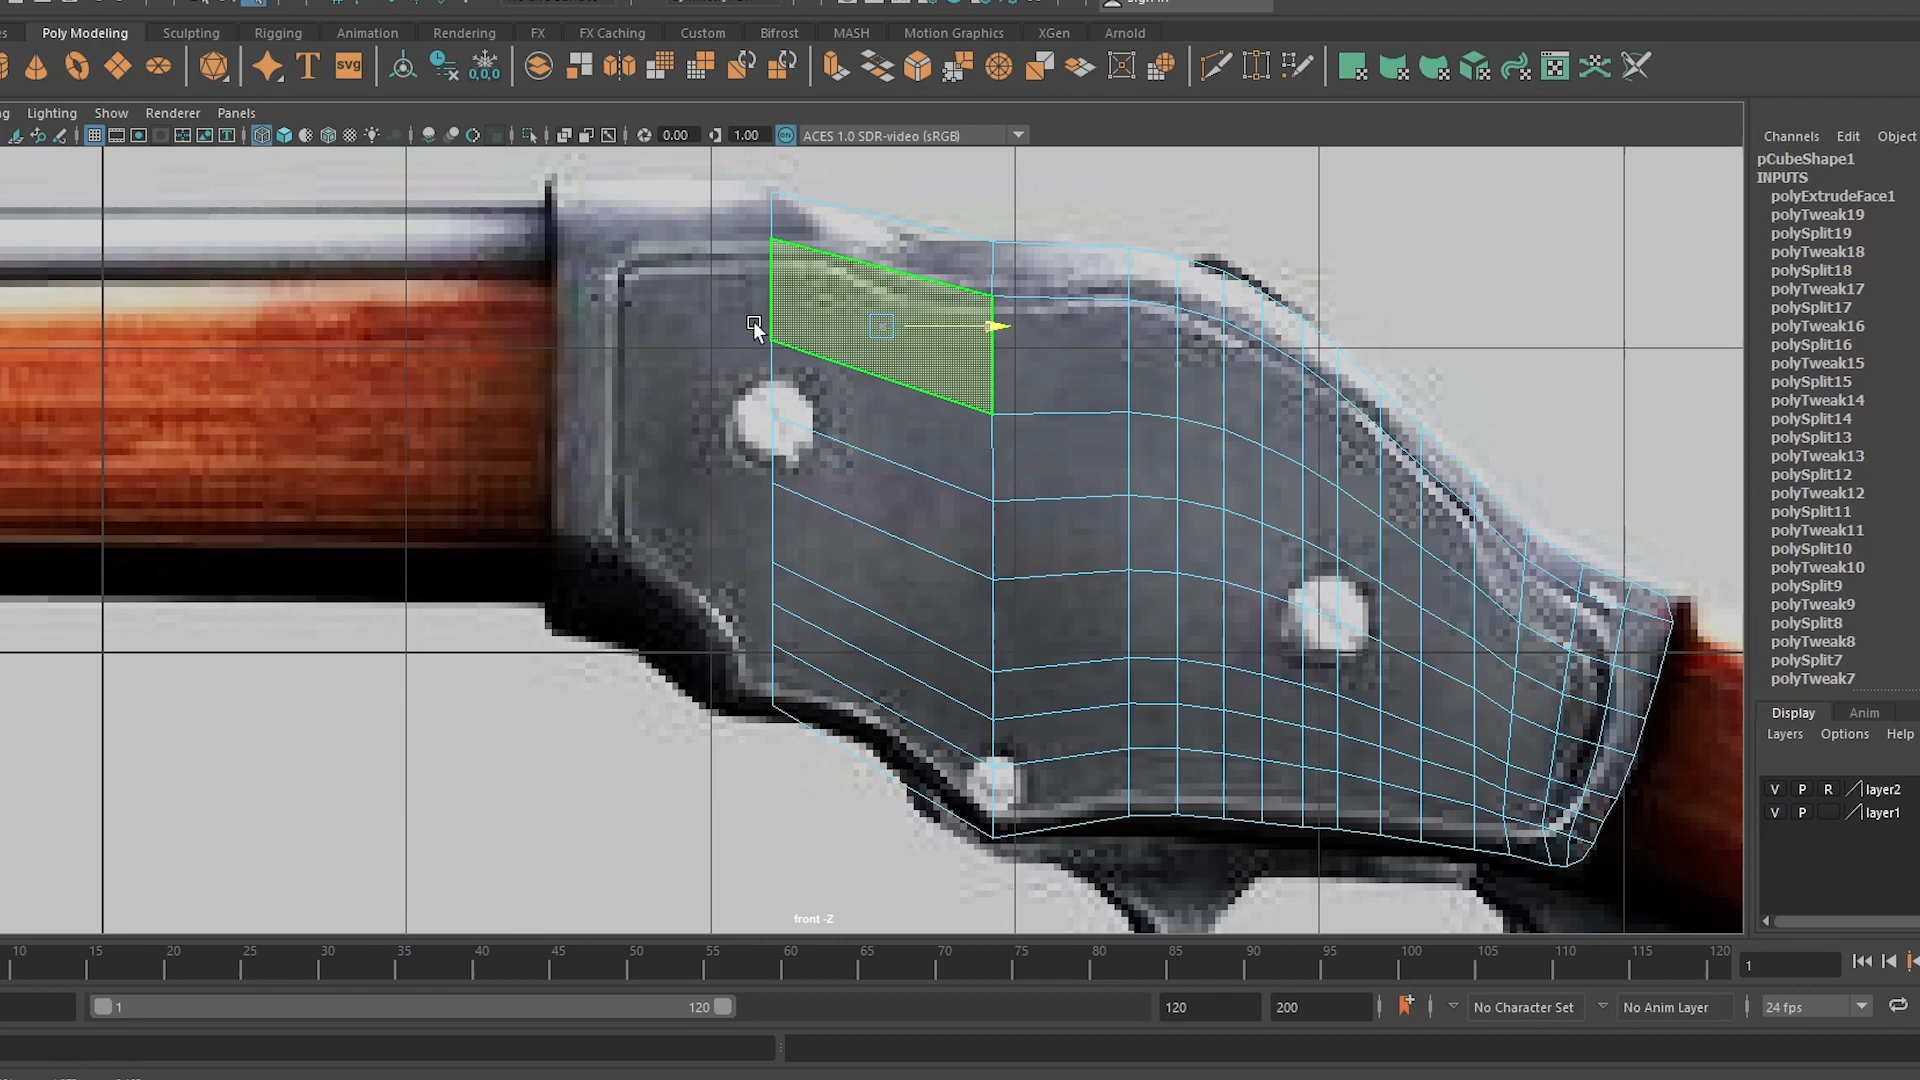 Poly Modeling Sculpting Rigging Animation Rendering FX FX Caching Custom Bifrost MASH Motion Graphics XGen Arnold
SVG
0,0,0
Lighting Show Renderer Panels
0.00 1.00 ON ACES 1.0 SDR-video (sRGB)
Channels Edit Object
pCubeShape1
INPUTS
polyExtrudeFace1
polyTweak19
polySplit19
polyTweak18
polySplit18
polyTweak17
polySplit17
polyTweak16
polySplit16
polyTweak15
polySplit15
polyTweak14
polySplit14
polySplit13
polyTweak13
polySplit12
polyTweak12
polySplit11
polyTweak11
polySplit10
polyTweak10
polySplit9
polyTweak9
polySplit8
polyTweak8
polySplit7
polyTweak7
Display Anim
Layers Options Help
V P R layer2
V P layer1
front -Z
10 15 20 25 30 35 40 45 50 55 60 65 70 75 80 85 90 95 100 105 110 115 120
1
1 120 120 200 No Character Set No Anim Layer 24 fps